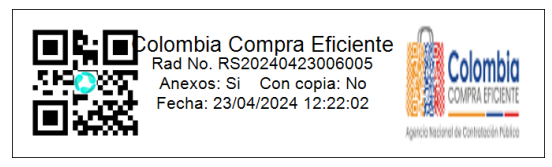 Colombia Compra Eficiente
Rad No. RS20240423006005
Anexos: Si Con copia: No
Fecha: 23/04/2024 12:22:02
Colombia
COMPRA EFICIENTE
Agencia Nacional de Contratación Pública